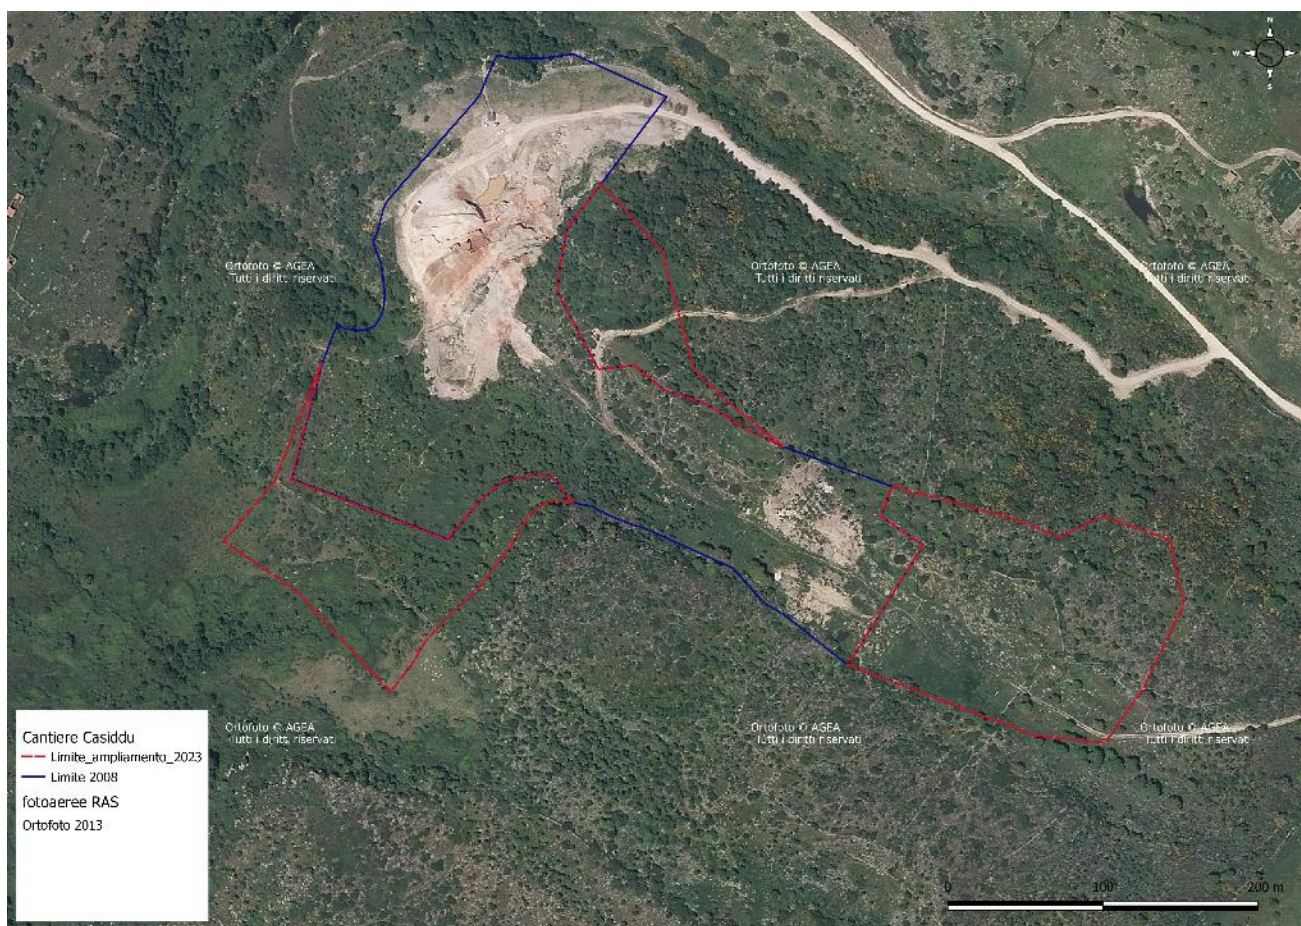 N
W
S
Ortofoto © AGEA
Tutti i diritti riservati
Ortofoto © AGEA
Tutti i diritti riservati
Ortofoto © AGEA
Tutti i diritti riservati
Ortofoto © AGEA
Tutti i diritti riservati
Ortofoto © AGEA
Tutti i diritti riservati
Ortofoto © AGEA
Tutti i diritti riservati
Cantiere Casiddu
Limite_ampliamento_2023
Limite 2008
fotoaeree RAS
Ortofoto 2013
0 100 200 m